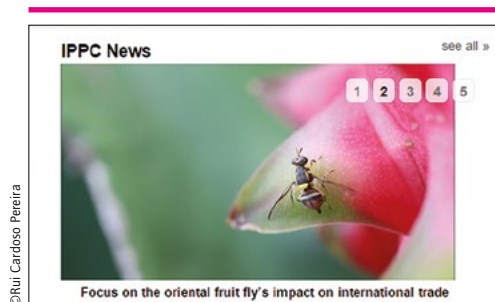 IPPC News
see all »
1 2 3 4 5
©Rui Cardoso Pereira
Focus on the oriental fruit fly's impact on international trade